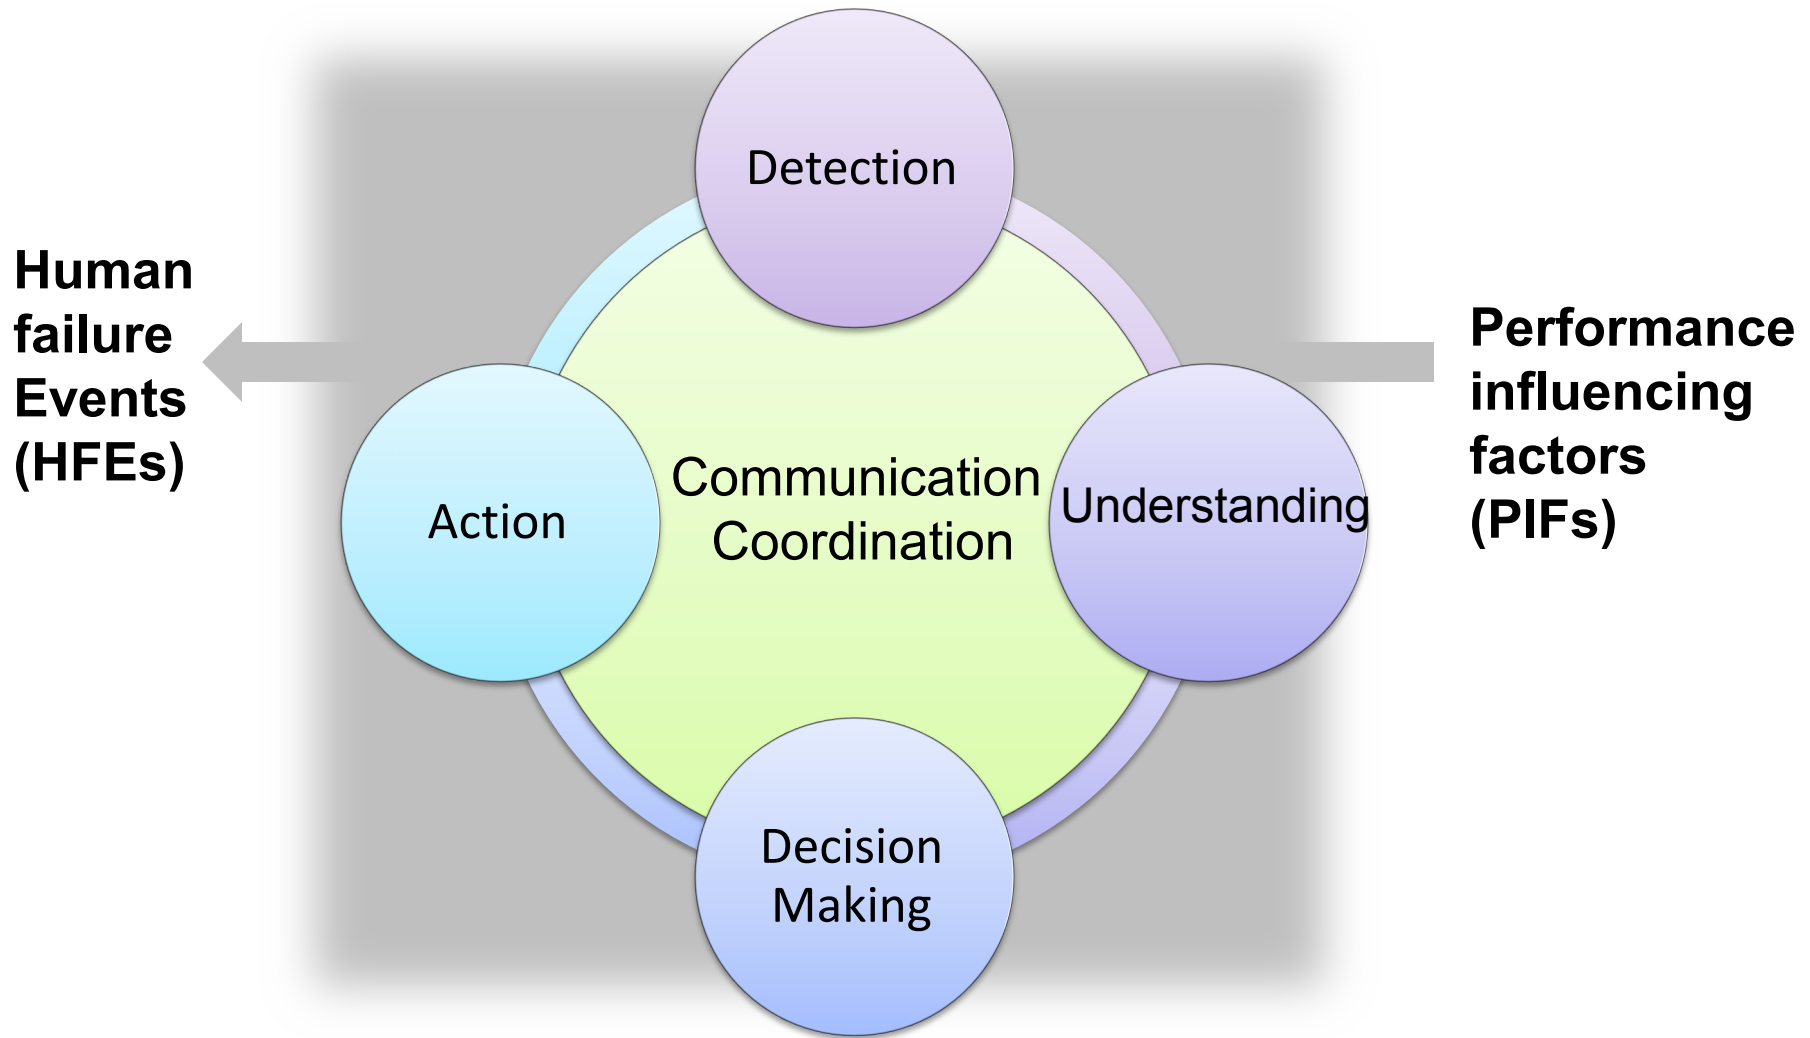 Detection
Human
failure
Events
(HFEs)
Performance
influencing
factors
(PIFs)
Communication
Coordination
Understanding
Action
Decision
Making